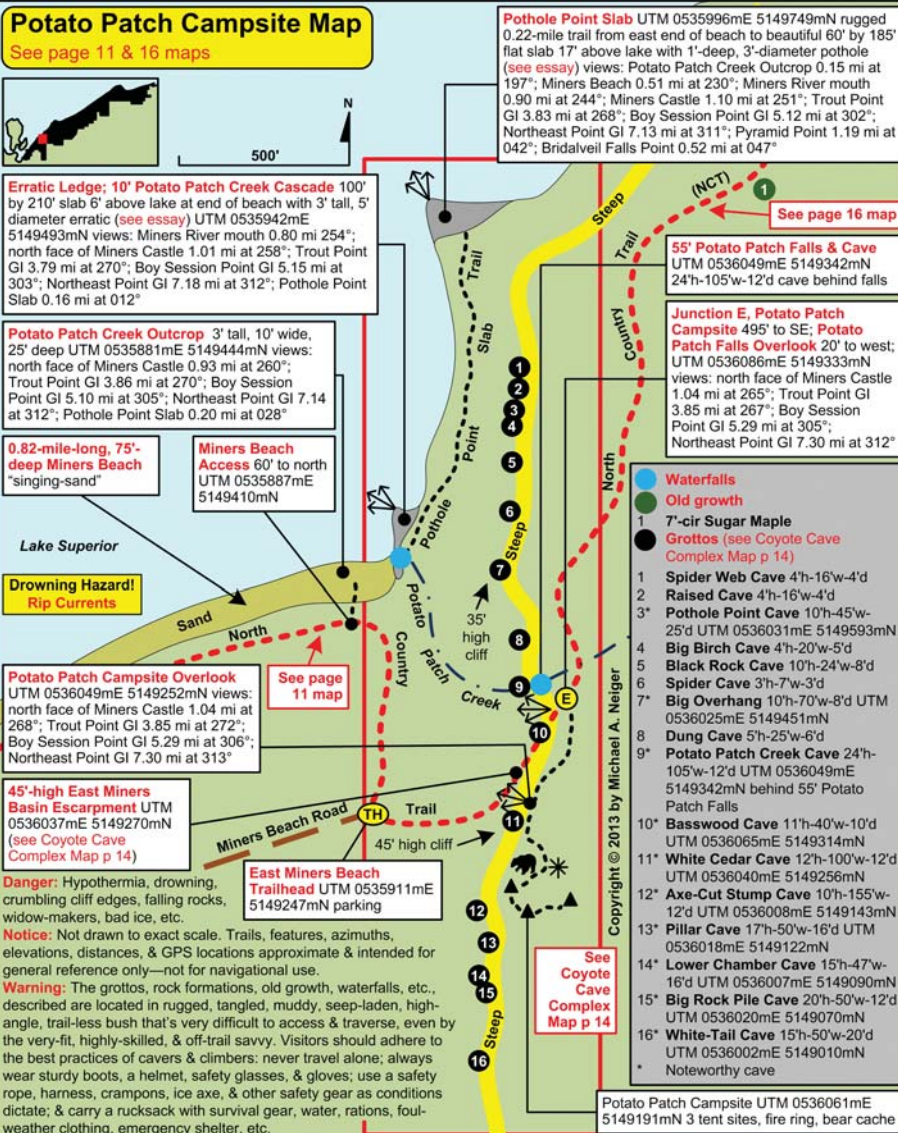 Potato Patch Campsite Map
See page 11 & 16 maps
N
500'
Pothole Point Slab UTM 0535996mE 5149749mN rugged
0.22-mile trail from east end of beach to beautiful 60' by 185'
flat slab 17' above lake with 1'-deep, 3'-diameter pothole
(see essay) views: Potato Patch Creek Outcrop 0.15 mi at
197°; Miners Beach 0.51 mi at 230°; Miners River mouth
0.90 mi at 244°; Miners Castle 1.10 mi at 251°; Trout Point
GI 3.83 mi at 268°; Boy Session Point GI 5.12 mi at 302°;
Northeast Point GI 7.13 mi at 311°; Pyramid Point 1.19 mi at
042°; Bridalveil Falls Point 0.52 mi at 047°
Erratic Ledge; 10' Potato Patch Creek Cascade 100'
by 210' slab 6' above lake at end of beach with 3' tall, 5'
diameter erratic (see essay) UTM 0535942mE
5149493mN views: Miners River mouth 0.80 mi 254°;
north face of Miners Castle 1.01 mi at 258°; Trout Point
GI 3.79 mi at 270°; Boy Session Point GI 5.15 mi at
303°; Northeast Point GI 7.18 mi at 312°; Pothole Point
Slab 0.16 mi at 012°
Potato Patch Creek Outcrop 3' tall, 10' wide,
25' deep UTM 0535881mE 5149444mN views:
north face of Miners Castle 0.93 mi at 260°;
Trout Point GI 3.86 mi at 270°; Boy Session
Point GI 5.10 mi at 305°; Northeast Point GI 7.14
at 312°; Pothole Point Slab 0.20 mi at 028°
0.82-mile-long, 75'-
deep Miners Beach
"singing-sand"
Miners Beach
Access 60' to north
UTM 0535887mE
5149410mN
Lake Superior
Drowning Hazard!
Rip Currents
Sand
North
Country
Trail
See page
11 map
Potato Patch Campsite Overlook
UTM 0536049mE 5149252mN views:
north face of Miners Castle 1.04 mi at
268°; Trout Point GI 3.85 mi at 272°;
Boy Session Point GI 5.29 mi at 306°;
Northeast Point GI 7.30 mi at 313°
45'-high East Miners
Basin Escarpment UTM
0536037mE 5149270mN
(see Coyote Cave
Complex Map p 14)
Miners Beach Road
TH
East Miners Beach
Trailhead UTM 0535911mE
5149247mN parking
45' high cliff
Danger: Hypothermia, drowning,
crumbling cliff edges, falling rocks,
widow-makers, bad ice, etc.
Notice: Not drawn to exact scale. Trails, features, azimuths,
elevations, distances, & GPS locations approximate & intended for
general reference only—not for navigational use.
Warning: The grottos, rock formations, old growth, waterfalls, etc.,
described are located in rugged, tangled, muddy, seep-laden, high-
angle, trail-less bush that's very difficult to access & traverse, even by
the very-fit, highly-skilled, & off-trail savvy. Visitors should adhere to
the best practices of cavers & climbers: never travel alone; always
wear sturdy boots, a helmet, safety glasses, & gloves; use a safety
rope, harness, crampons, ice axe, & other safety gear as conditions
dictate; & carry a rucksack with survival gear, water, rations, foul-
weather clothing, emergency shelter, etc.
Pothole
Point
Slab
Trail
Potato
Patch
Creek
35'
high
cliff
Steep
Steep
Steep
1
2
3
4
5
6
7
8
9
10
11
12
13
14
15
16
E
North
Country
Trail
(NCT)
1
See page 16 map
55' Potato Patch Falls & Cave
UTM 0536049mE 5149342mN
24'h-105'w-12'd cave behind falls
Junction E, Potato Patch
Campsite 495' to SE; Potato
Patch Falls Overlook 20' to west;
UTM 0536086mE 5149333mN
views: north face of Miners Castle
1.04 mi at 265°; Trout Point GI
3.85 mi at 267°; Boy Session
Point GI 5.29 mi at 305°;
Northeast Point GI 7.30 mi at 312°
Waterfalls
Old growth
1 7'-cir Sugar Maple
Grottos (see Coyote Cave
Complex Map p 14)
1 Spider Web Cave 4'h-16'w-4'd
2 Raised Cave 4'h-16'w-4'd
3* Pothole Point Cave 10'h-45'w-
25'd UTM 0536031mE 5149593mN
4 Big Birch Cave 4'h-20'w-5'd
5 Black Rock Cave 10'h-24'w-8'd
6 Spider Cave 3'h-7'w-3'd
7* Big Overhang 10'h-70'w-8'd UTM
0536025mE 5149451mN
8 Dung Cave 5'h-25'w-6'd
9* Potato Patch Creek Cave 24'h-
105'w-12'd UTM 0536049mE
5149342mN behind 55' Potato
Patch Falls
10* Basswood Cave 11'h-40'w-10'd
UTM 0536065mE 5149314mN
11* White Cedar Cave 12'h-100'w-12'd
UTM 0536040mE 5149256mN
12* Axe-Cut Stump Cave 10'h-155'w-
12'd UTM 0536008mE 5149143mN
13* Pillar Cave 17'h-50'w-16'd UTM
0536018mE 5149122mN
14* Lower Chamber Cave 15'h-47'w-
16'd UTM 0536007mE 5149090mN
15* Big Rock Pile Cave 20'h-50'w-12'd
UTM 0536020mE 5149070mN
16* White-Tail Cave 15'h-50'w-20'd
UTM 0536002mE 5149010mN
* Noteworthy cave
Copyright © 2013 by Michael A. Neiger
See
Coyote
Cave
Complex
Map p 14
Potato Patch Campsite UTM 0536061mE
5149191mN 3 tent sites, fire ring, bear cache